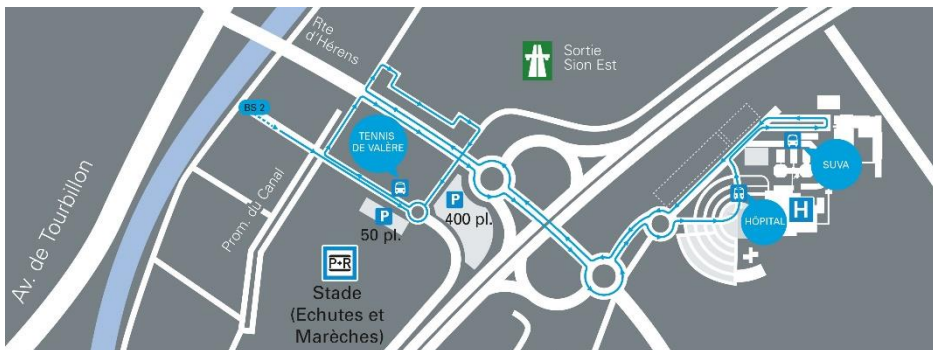 Av. de Tourbillon
Rte
d'Hérens
BS 2
Prom. du Canal
TENNIS
DE VALÈRE
P
50 pl.
P
400 pl.
P+R
Stade
(Echutes et
Marèches)
Sortie
Sion Est
SUVA
HÔPITAL
H